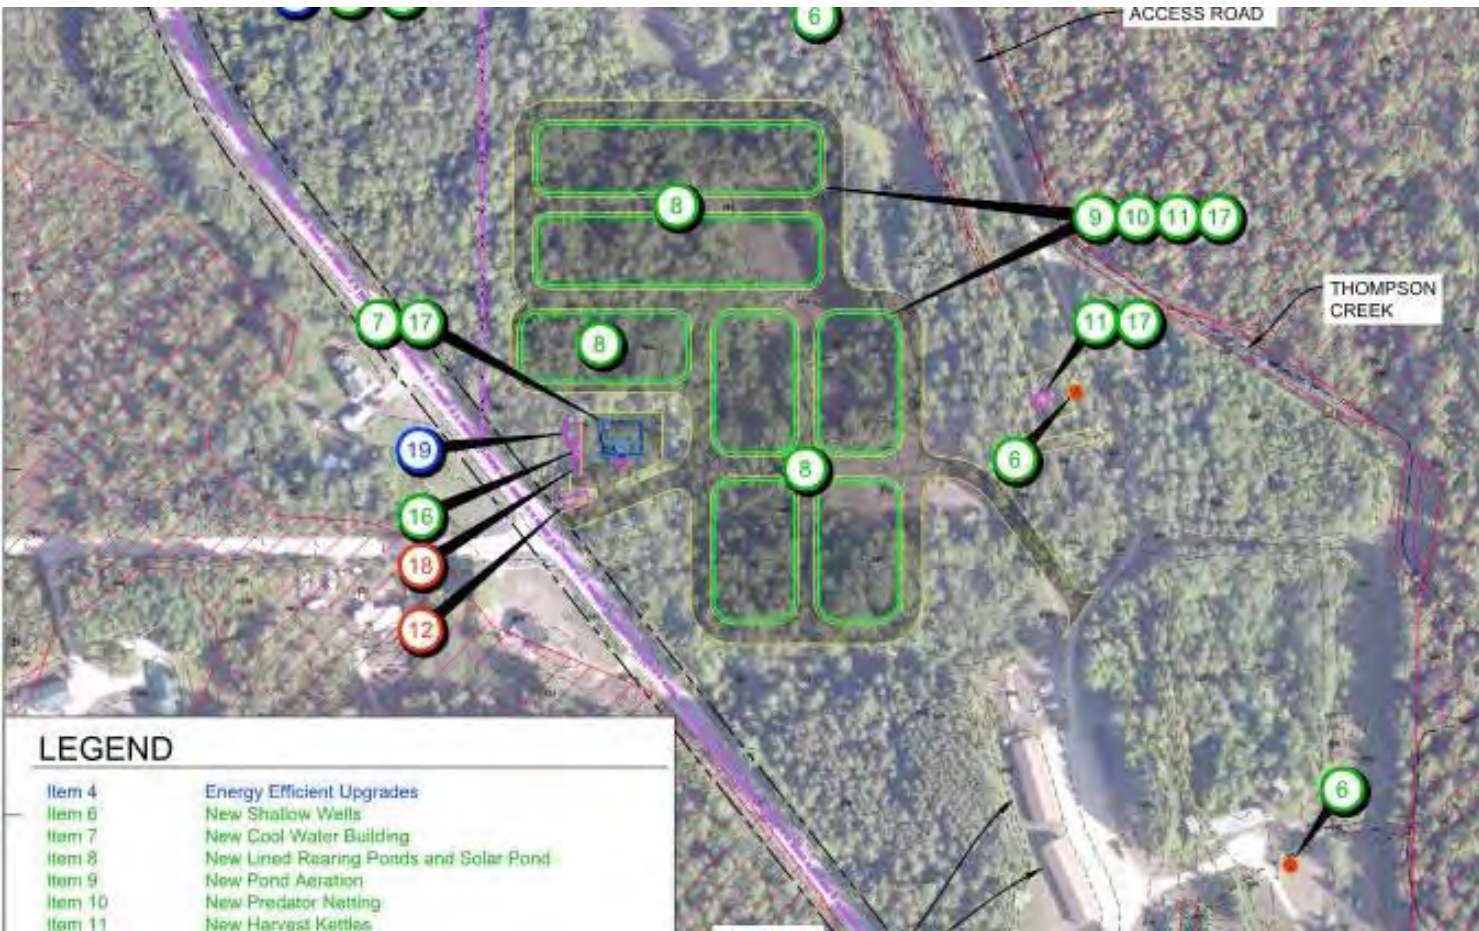 6
ACCESS ROAD
8
9 10 11 17
THOMPSON
CREEK
7 17
11 17
8
19
6
8
16
18
12
LEGEND
Item 4 Energy Efficient Upgrades
Item 6 New Shallow Wells
Item 7 New Cool Water Building
Item 8 New Lined Rearing Ponds and Solar Pond
Item 9 New Pond Aeration
Item 10 New Predator Netting
Item 11 New Harvest Kettles
6